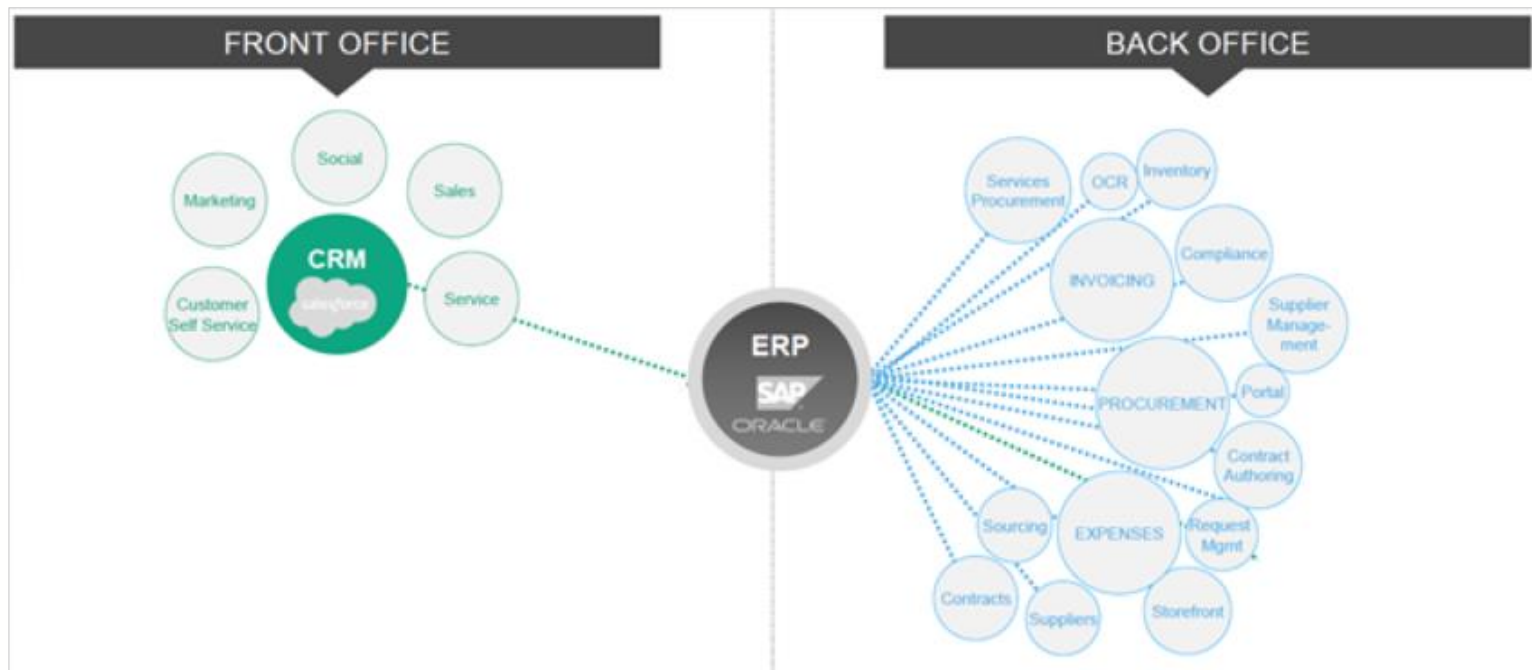 FRONT OFFICE
BACK OFFICE
Social
Marketing
Sales
CRM
salesforce
Customer
Self Service
Service
ERP
SAP
ORACLE
Services
Procurement
OCR
Inventory
INVOICING
Compliance
Supplier
Manage-
ment
PROCUREMENT
Portal
Contract
Authoring
Sourcing
EXPENSES
Request
Mgmt
Contracts
Suppliers
Storefront